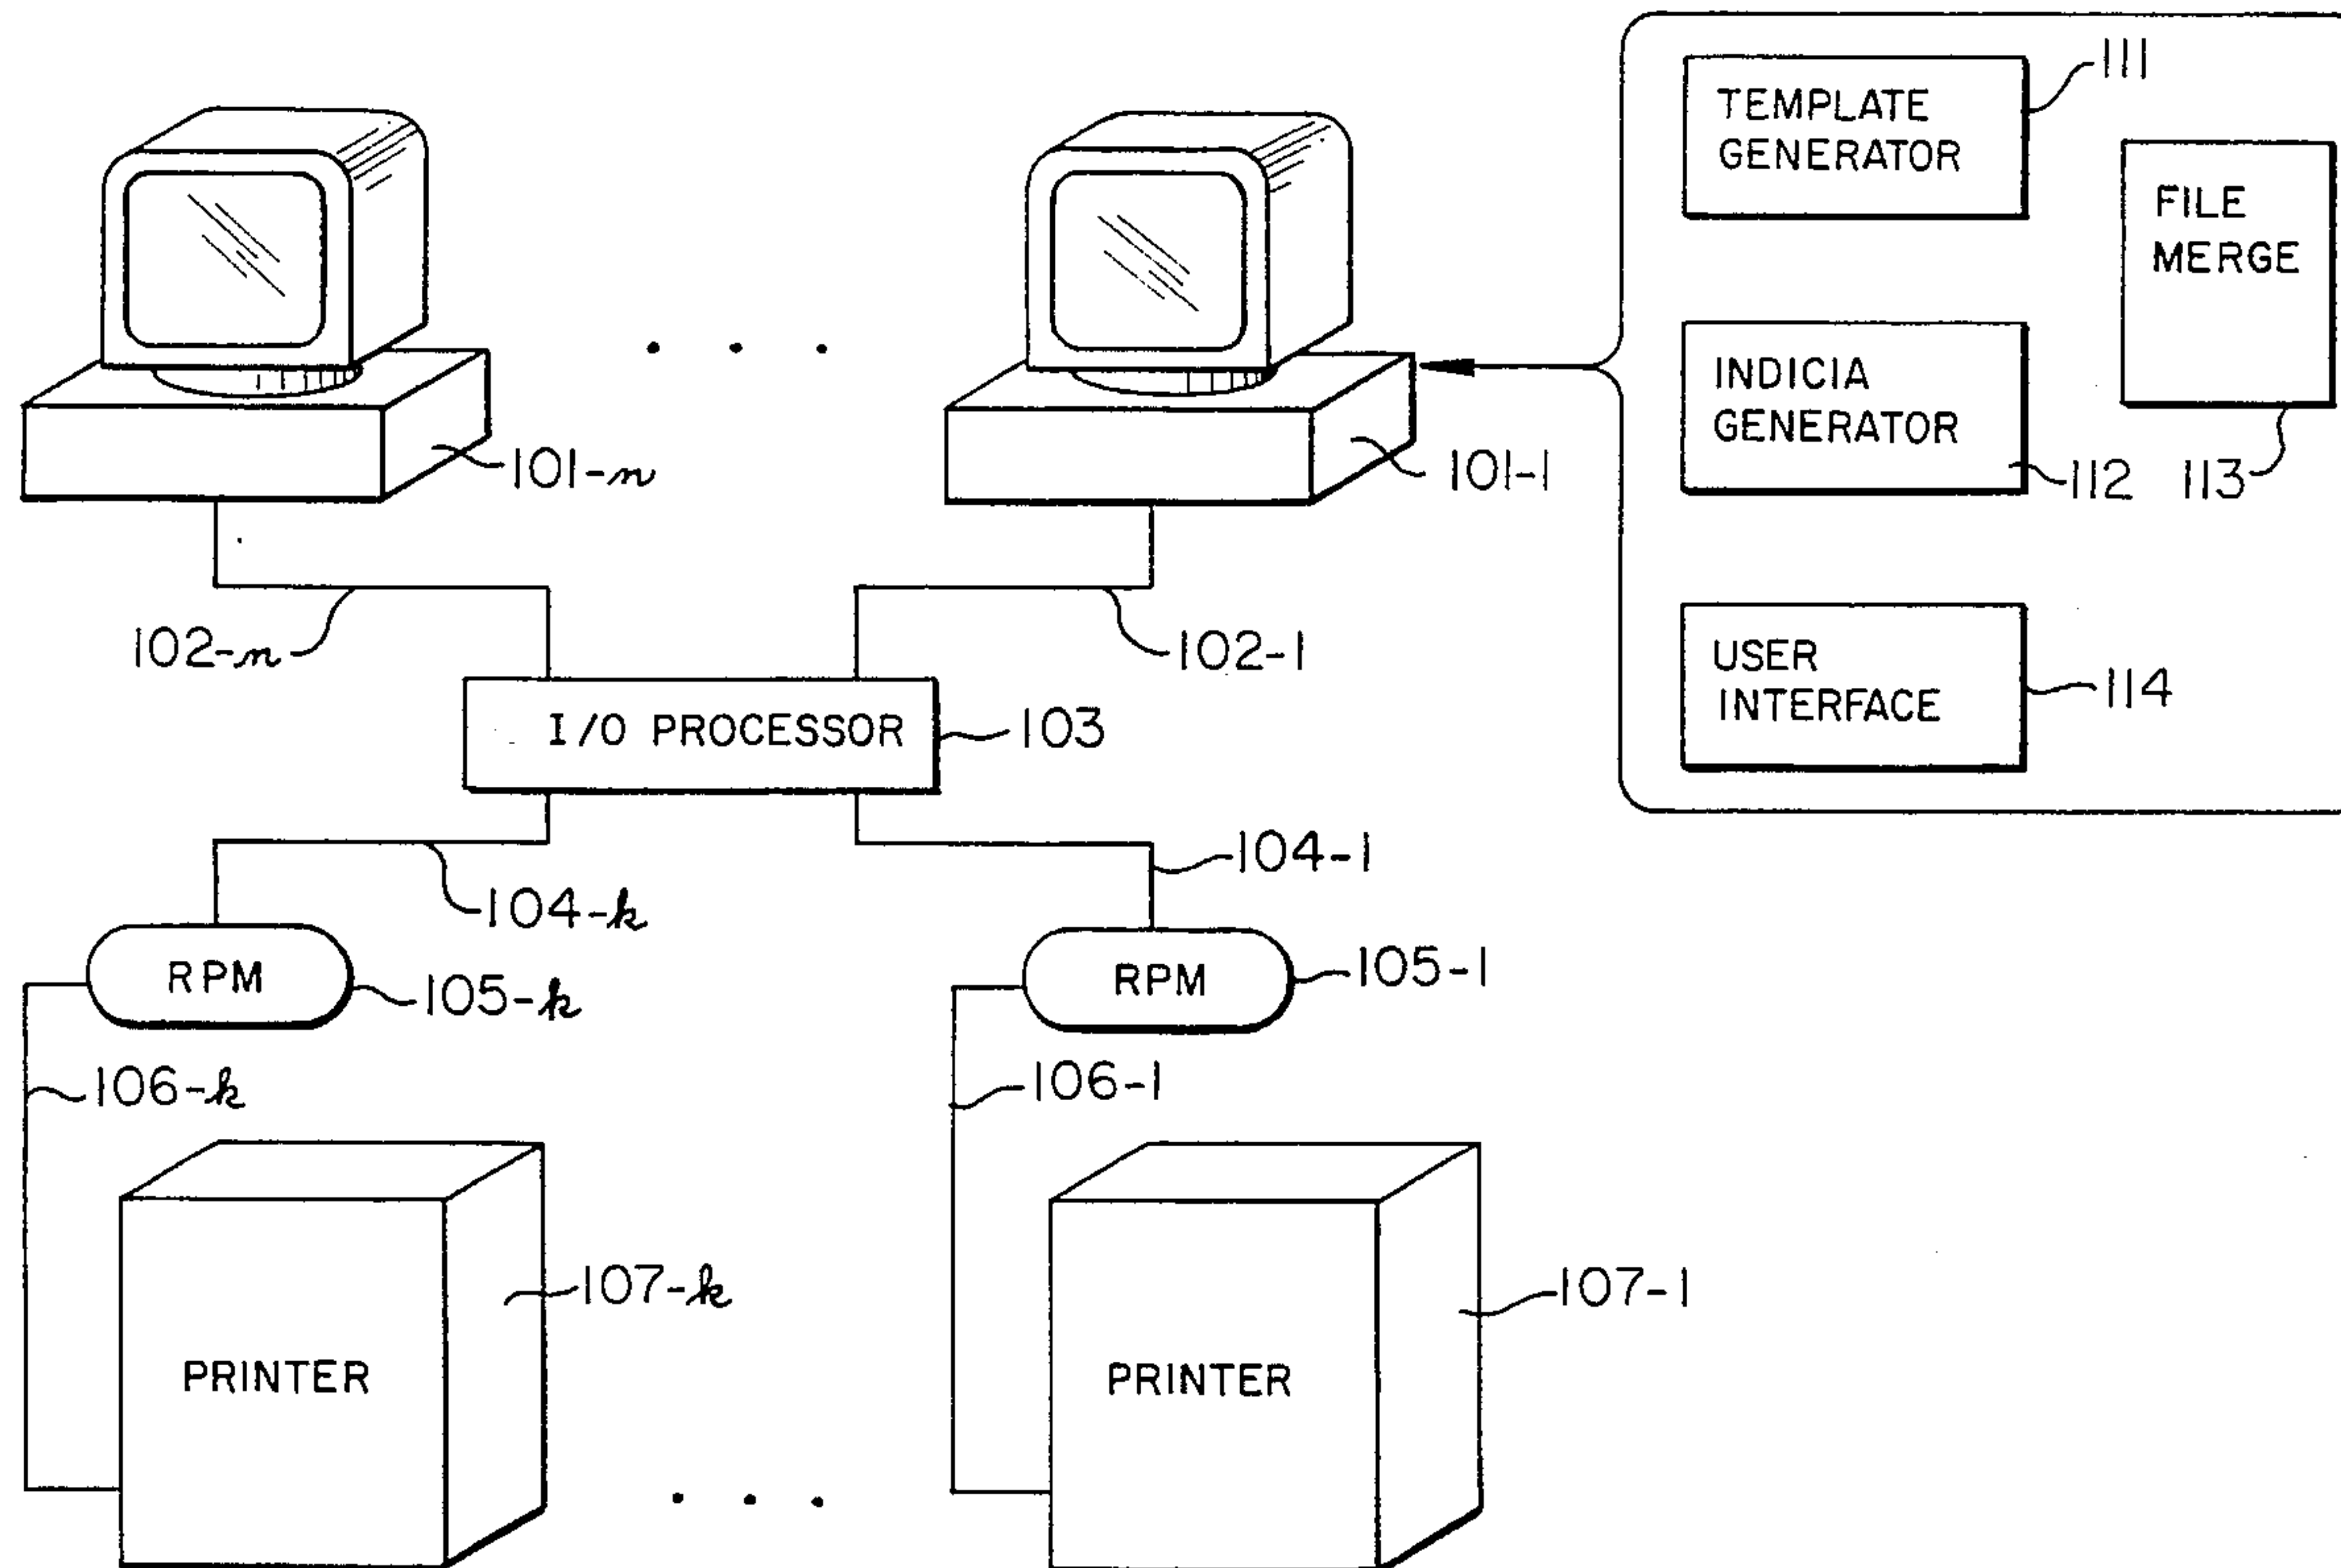 111
TEMPLATE
GENERATOR
FILE
MERGE
INDICIA
GENERATOR
112
113
101-n
101-1
102-n
102-1
USER
INTERFACE
114
I/O PROCESSOR
103
104-k
104-1
RPM
105-k
RPM
105-1
106-k
106-1
107-k
107-1
PRINTER
PRINTER